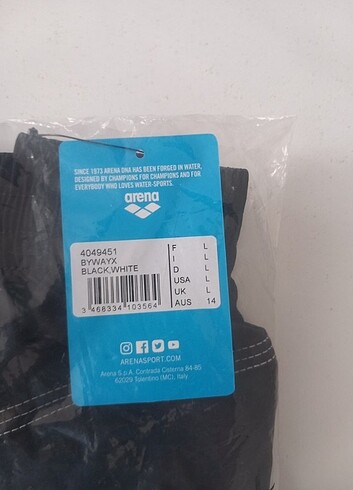 SINCE 1973 ARENA DNA HAS BEEN FORGED IN WATER,
DESIGNED BY CHAMPIONS FOR CHAMPIONS AND FOR
EVERYBODY WHO LOVES WATER-SPORTS.
arena
4049451
BYWAYX
BLACK,WHITE
3 468334 103564
F L
I L
D L
USA L
UK L
AUS 14
ARENASPORT.COM
Arena S.p.A. Contrada Cisterna 84-85
62029 Tolentino (MC), Italy